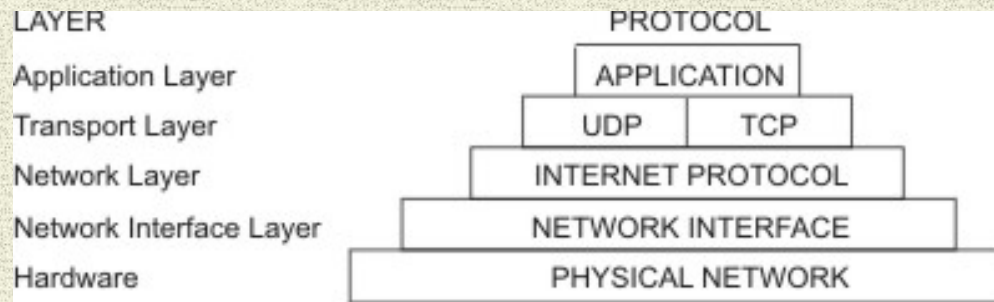 LAYER PROTOCOL
Application Layer APPLICATION
Transport Layer UDP TCP
Network Layer INTERNET PROTOCOL
Network Interface Layer NETWORK INTERFACE
Hardware PHYSICAL NETWORK